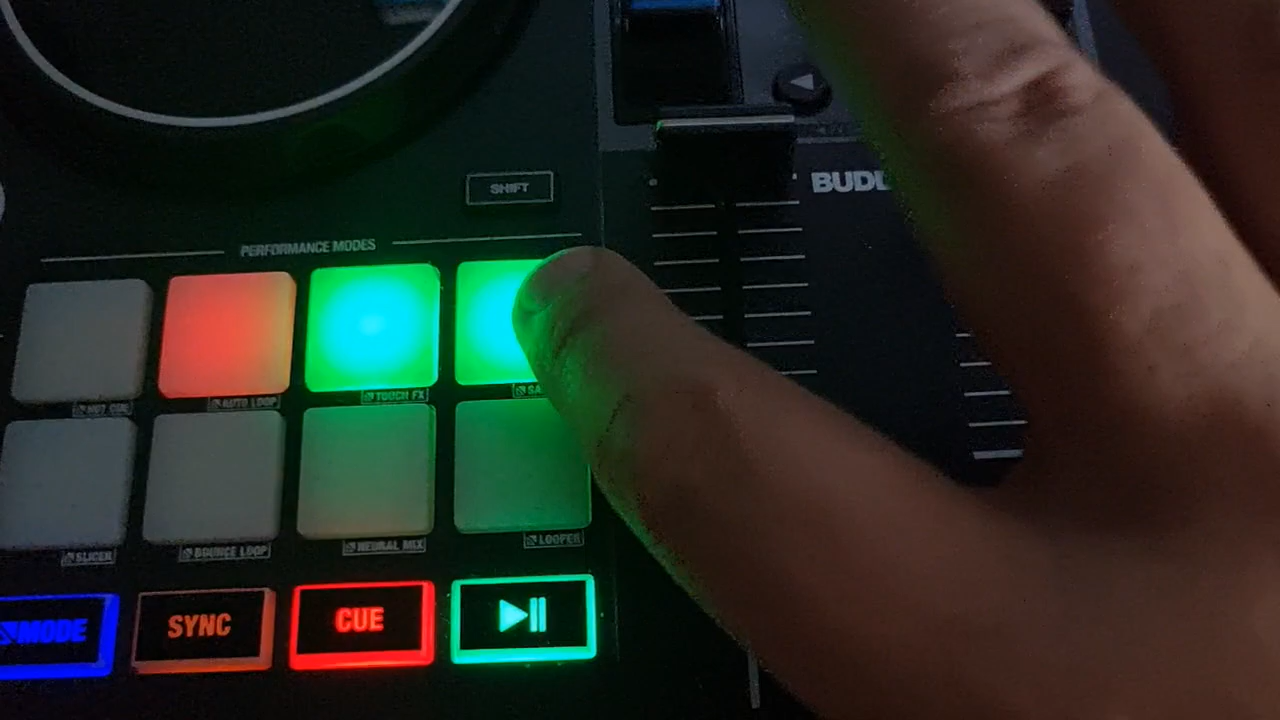 SHIFT
BUDD
PERFORMANCE MODES
HOT CUE
AUTO LOOP
TOUCH FX
SA
SLICER
BOUNCE LOOP
NEURAL MIX
LOOPER
MODE
SYNC
CUE